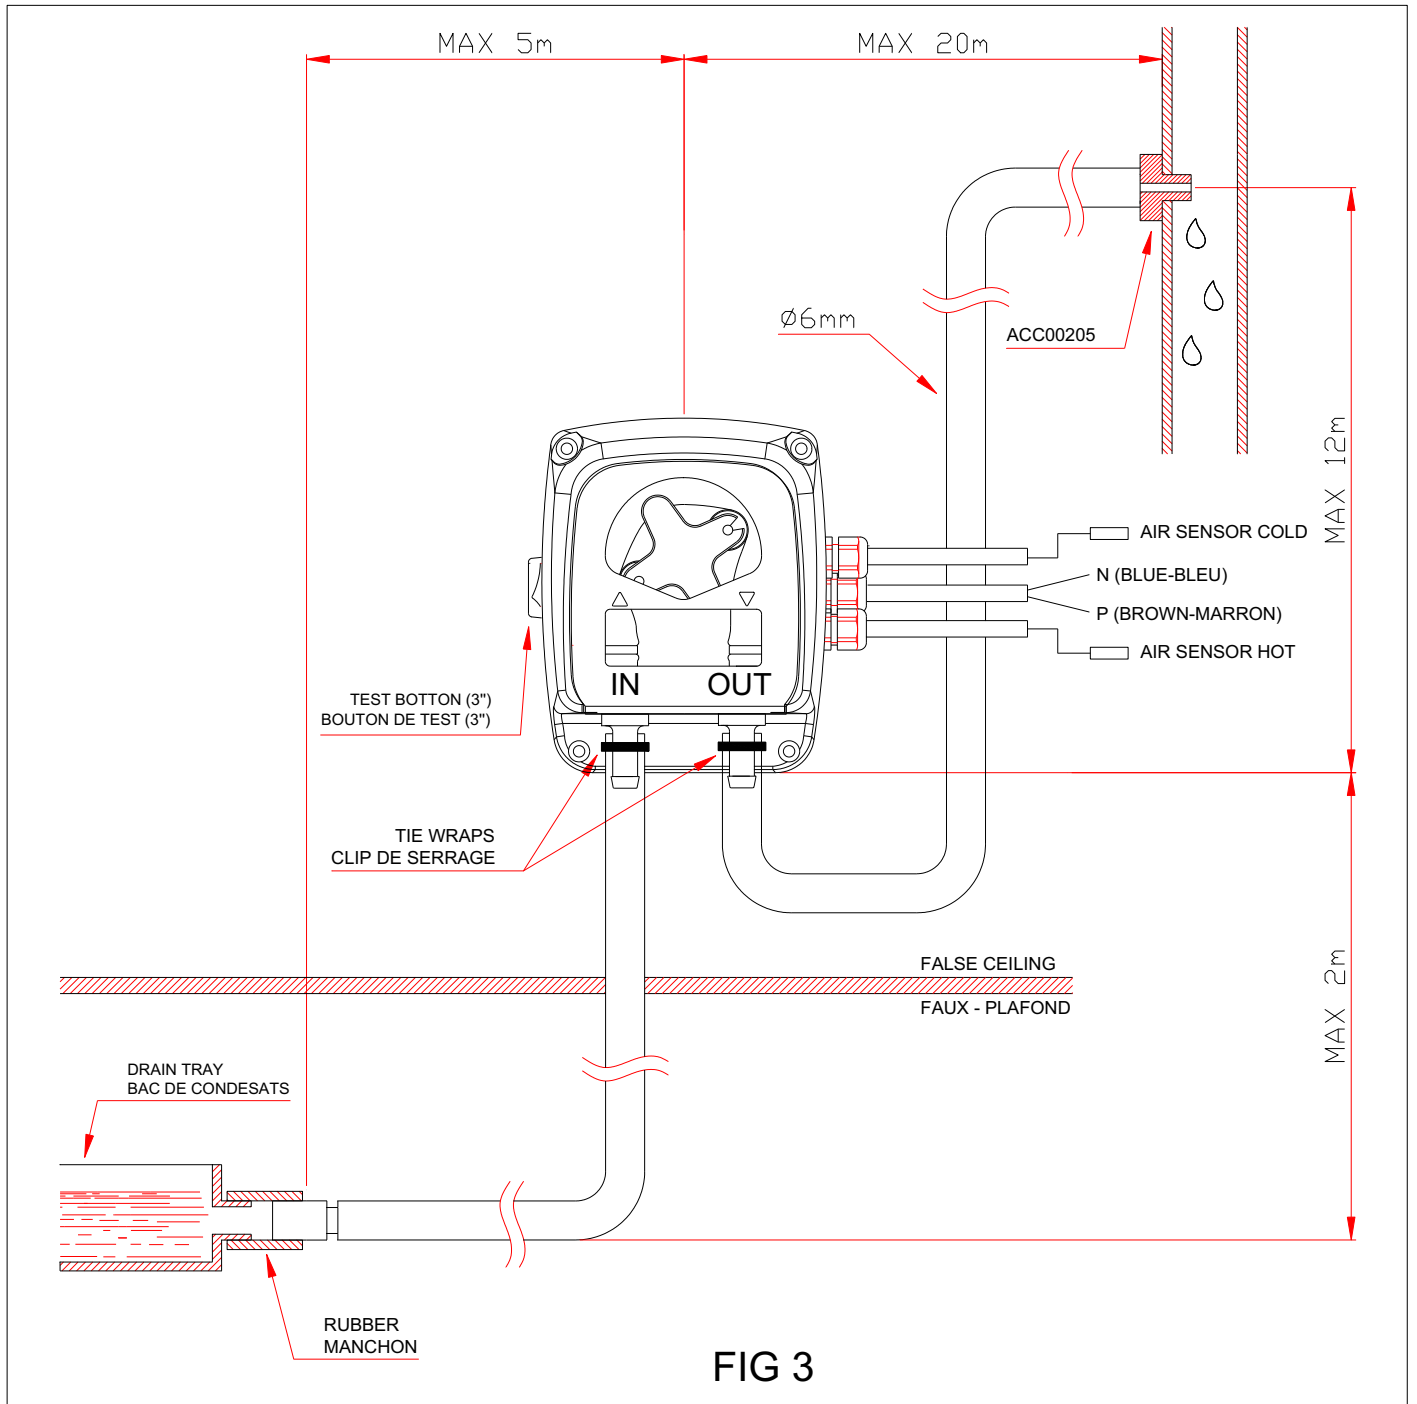 MAX 5m
MAX 20m
Ø6mm
ACC00205
MAX 12m
AIR SENSOR COLD
N (BLUE-BLEU)
P (BROWN-MARRON)
AIR SENSOR HOT
IN OUT
TEST BOTTON (3")
BOUTON DE TEST (3")
TIE WRAPS
CLIP DE SERRAGE
FALSE CEILING
FAUX - PLAFOND
MAX 2m
DRAIN TRAY
BAC DE CONDESATS
RUBBER
MANCHON
FIG 3